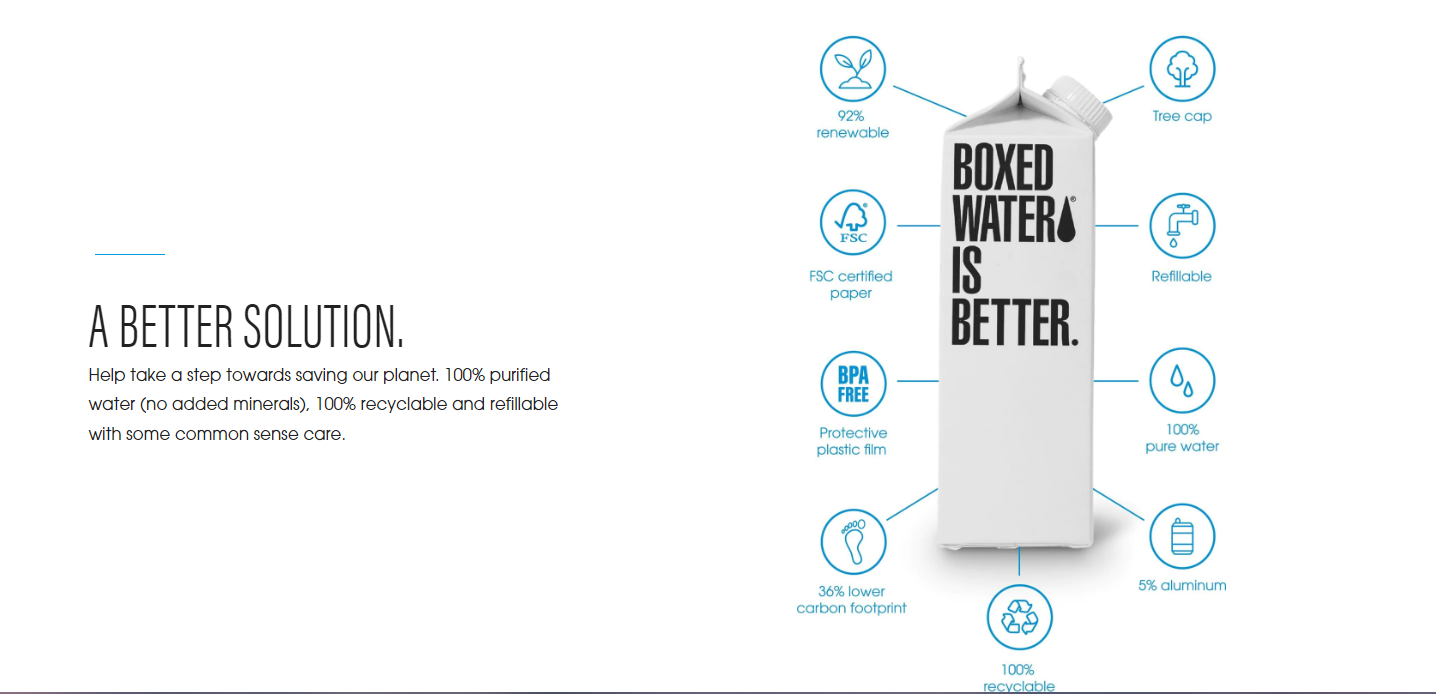 A BETTER SOLUTION.
Help take a step towards saving our planet. 100% purified
water (no added minerals), 100% recyclable and refillable
with some common sense care.
92%
renewable
Tree cap
BOXED
WATER®
IS
BETTER.
FSC
FSC certified
paper
Refillable
BPA
FREE
Protective
plastic film
100%
pure water
36% lower
carbon footprint
5% aluminum
100%
recyclable